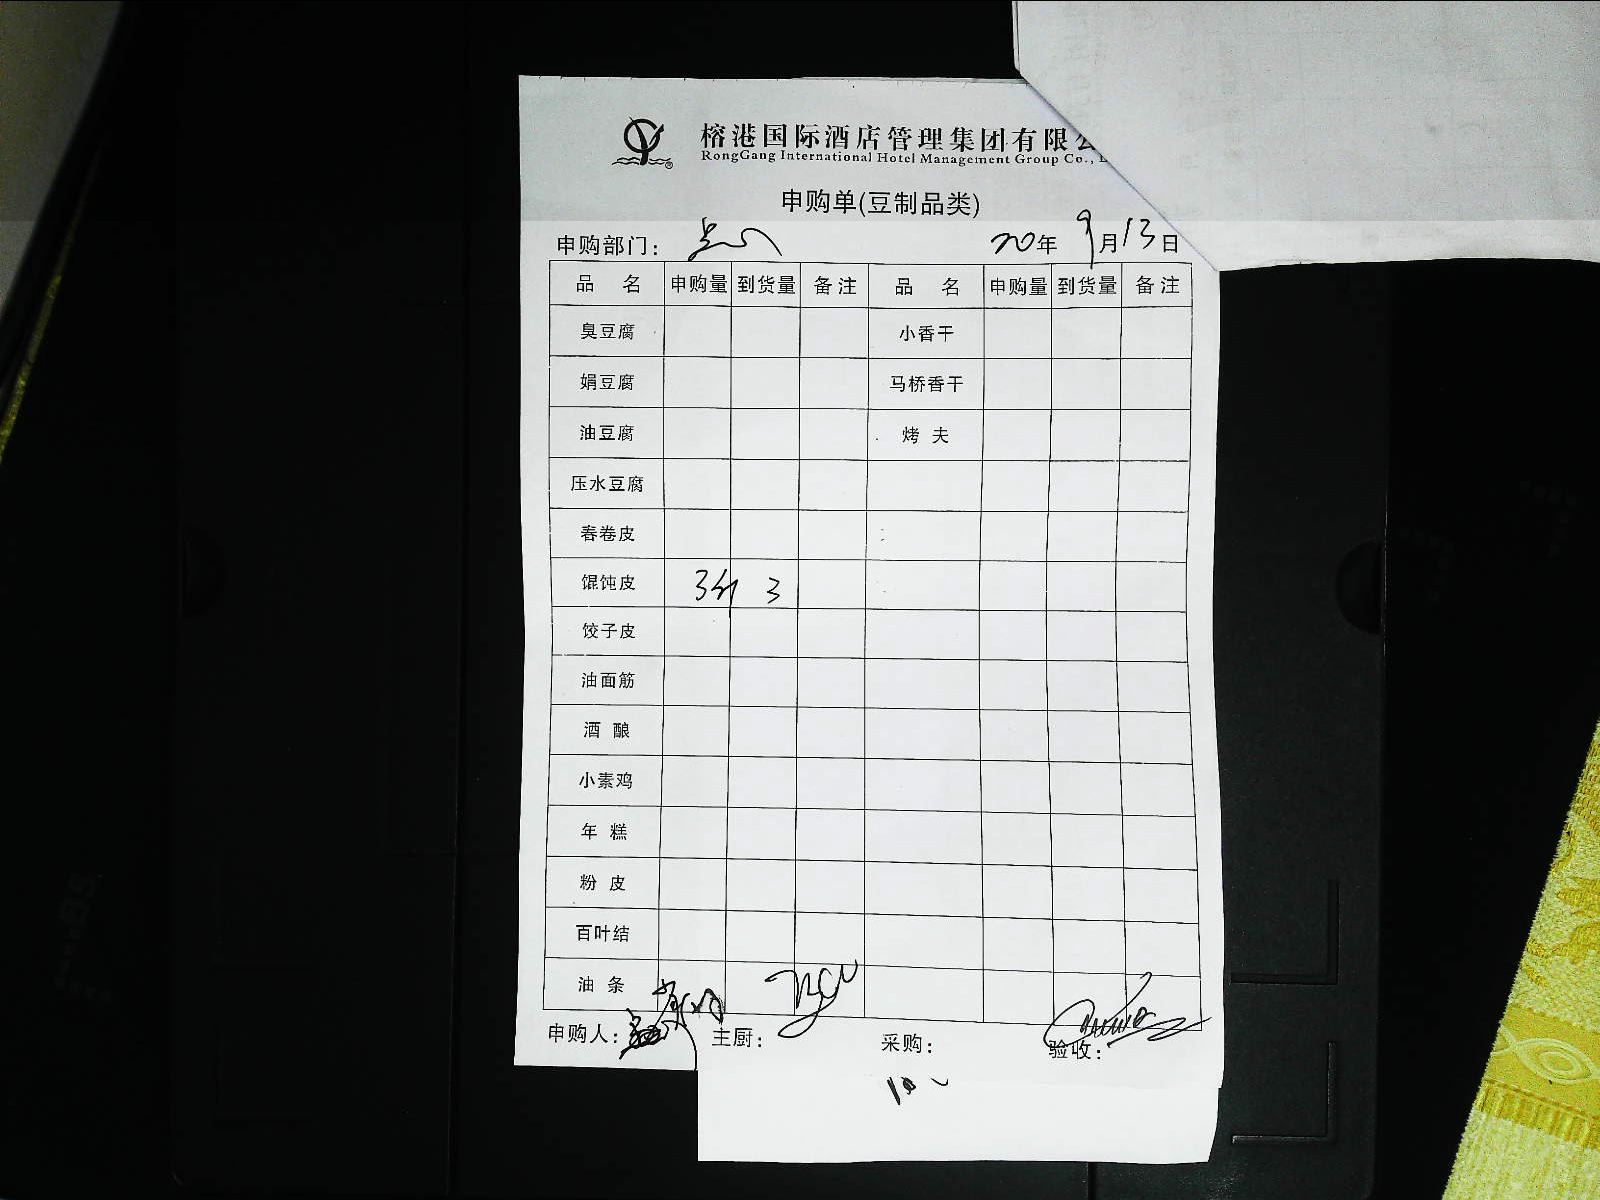 榕港国际酒店管理集团有限公
RongGang International Hotel Management Group Co.,
申购单(豆制品类)
申购部门： 20年 9月13日
品 名 申购量 到货量 备注 品 名 申购量 到货量 备注
臭豆腐 小香干
娟豆腐 马桥香干
油豆腐 烤 夫
压水豆腐
春卷皮
馄饨皮 3斤 3
饺子皮
油面筋
酒 酿
小素鸡
年 糕
粉 皮
百叶结
油 条
申购人： 主厨： 采购： 验收：